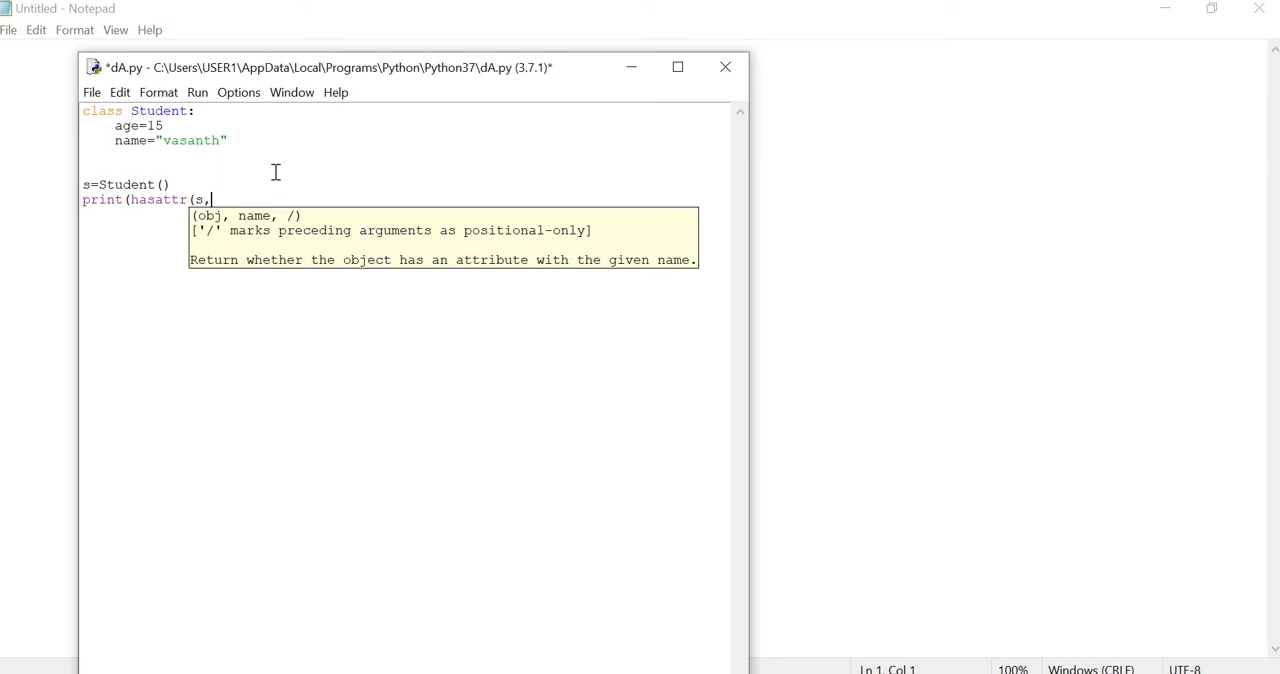 Untitled - Notepad
File Edit Format View Help
*dA.py - C:\Users\USER1\AppData\Local\Programs\Python\Python37\dA.py (3.7.1)*
File Edit Format Run Options Window Help
class Student:
    age=15
    name="vasanth"
s=Student()
print(hasattr(s,
(obj, name, /)
['/' marks preceding arguments as positional-only]
Return whether the object has an attribute with the given name.
Ln 1, Col 1 100% Windows (CRLF) UTF-8